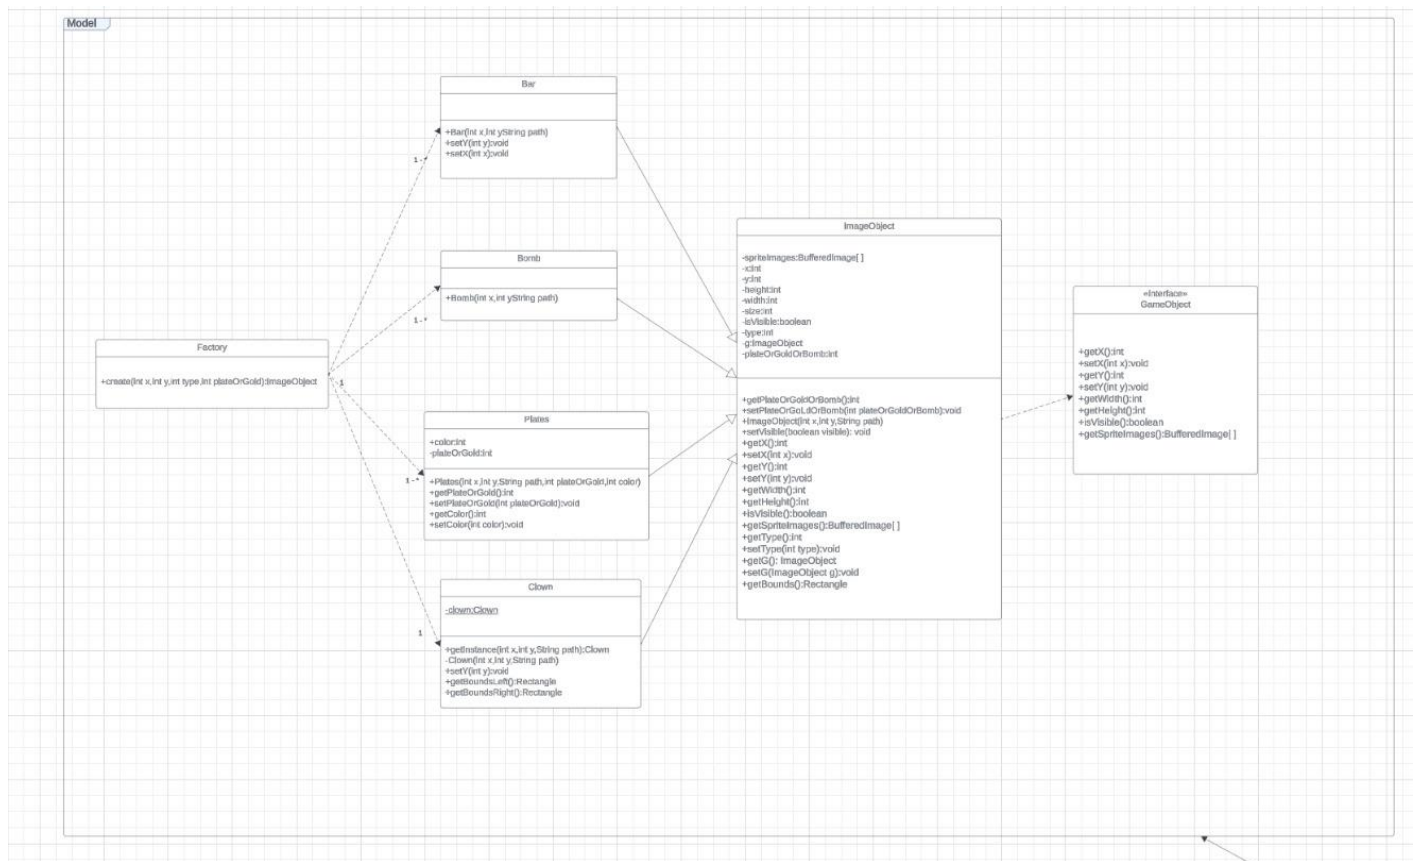 Model
Bar
+Bar(int x,int yString path)
+setY(int y):void
+setX(int x):void
1 - *
Bomb
+Bomb(int x,int yString path)
1 - *
Factory
+create(int x,int y,int type,int plateOrGold):ImageObject
1
Plates
+color:int
-plateOrGold:int
+Plates(int x,int y,String path,int plateOrGold,int color)
+getPlateOrGold():int
+setPlateOrGold(int plateOrGold):void
+getColor():int
+setColor(int color):void
1 - *
Clown
-clown:Clown
+getInstance(int x,int y,String path):Clown
-Clown(int x,int y,String path)
+setY(int y):void
+getBoundsLeft():Rectangle
+getBoundsRight():Rectangle
1
ImageObject
-spriteImages:BufferedImage[ ]
-x:int
-y:int
-height:int
-width:int
-size:int
-isVisible:boolean
-type:int
-g:ImageObject
-plateOrGoldOrBomb:int
+getPlateOrGoldOrBomb():int
+setPlateOrGoLdOrBomb(int plateOrGoldOrBomb):void
+ImageObject(int x,int y,String path)
+setVisible(boolean visible): void
+getX():int
+setX(int x):void
+getY():int
+setY(int y):void
+getWidth():int
+getHeight():int
+isVisible():boolean
+getSpriteImages():BufferedImage[ ]
+getType():int
+setType(int type):void
+getG(): ImageObject
+setG(ImageObject g):void
+getBounds():Rectangle
«Interface»
GameObject
+getX():int
+setX(int x):void
+getY():int
+setY(int y):void
+getWidth():int
+getHeight():int
+isVisible():boolean
+getSpriteImages():BufferedImage[ ]